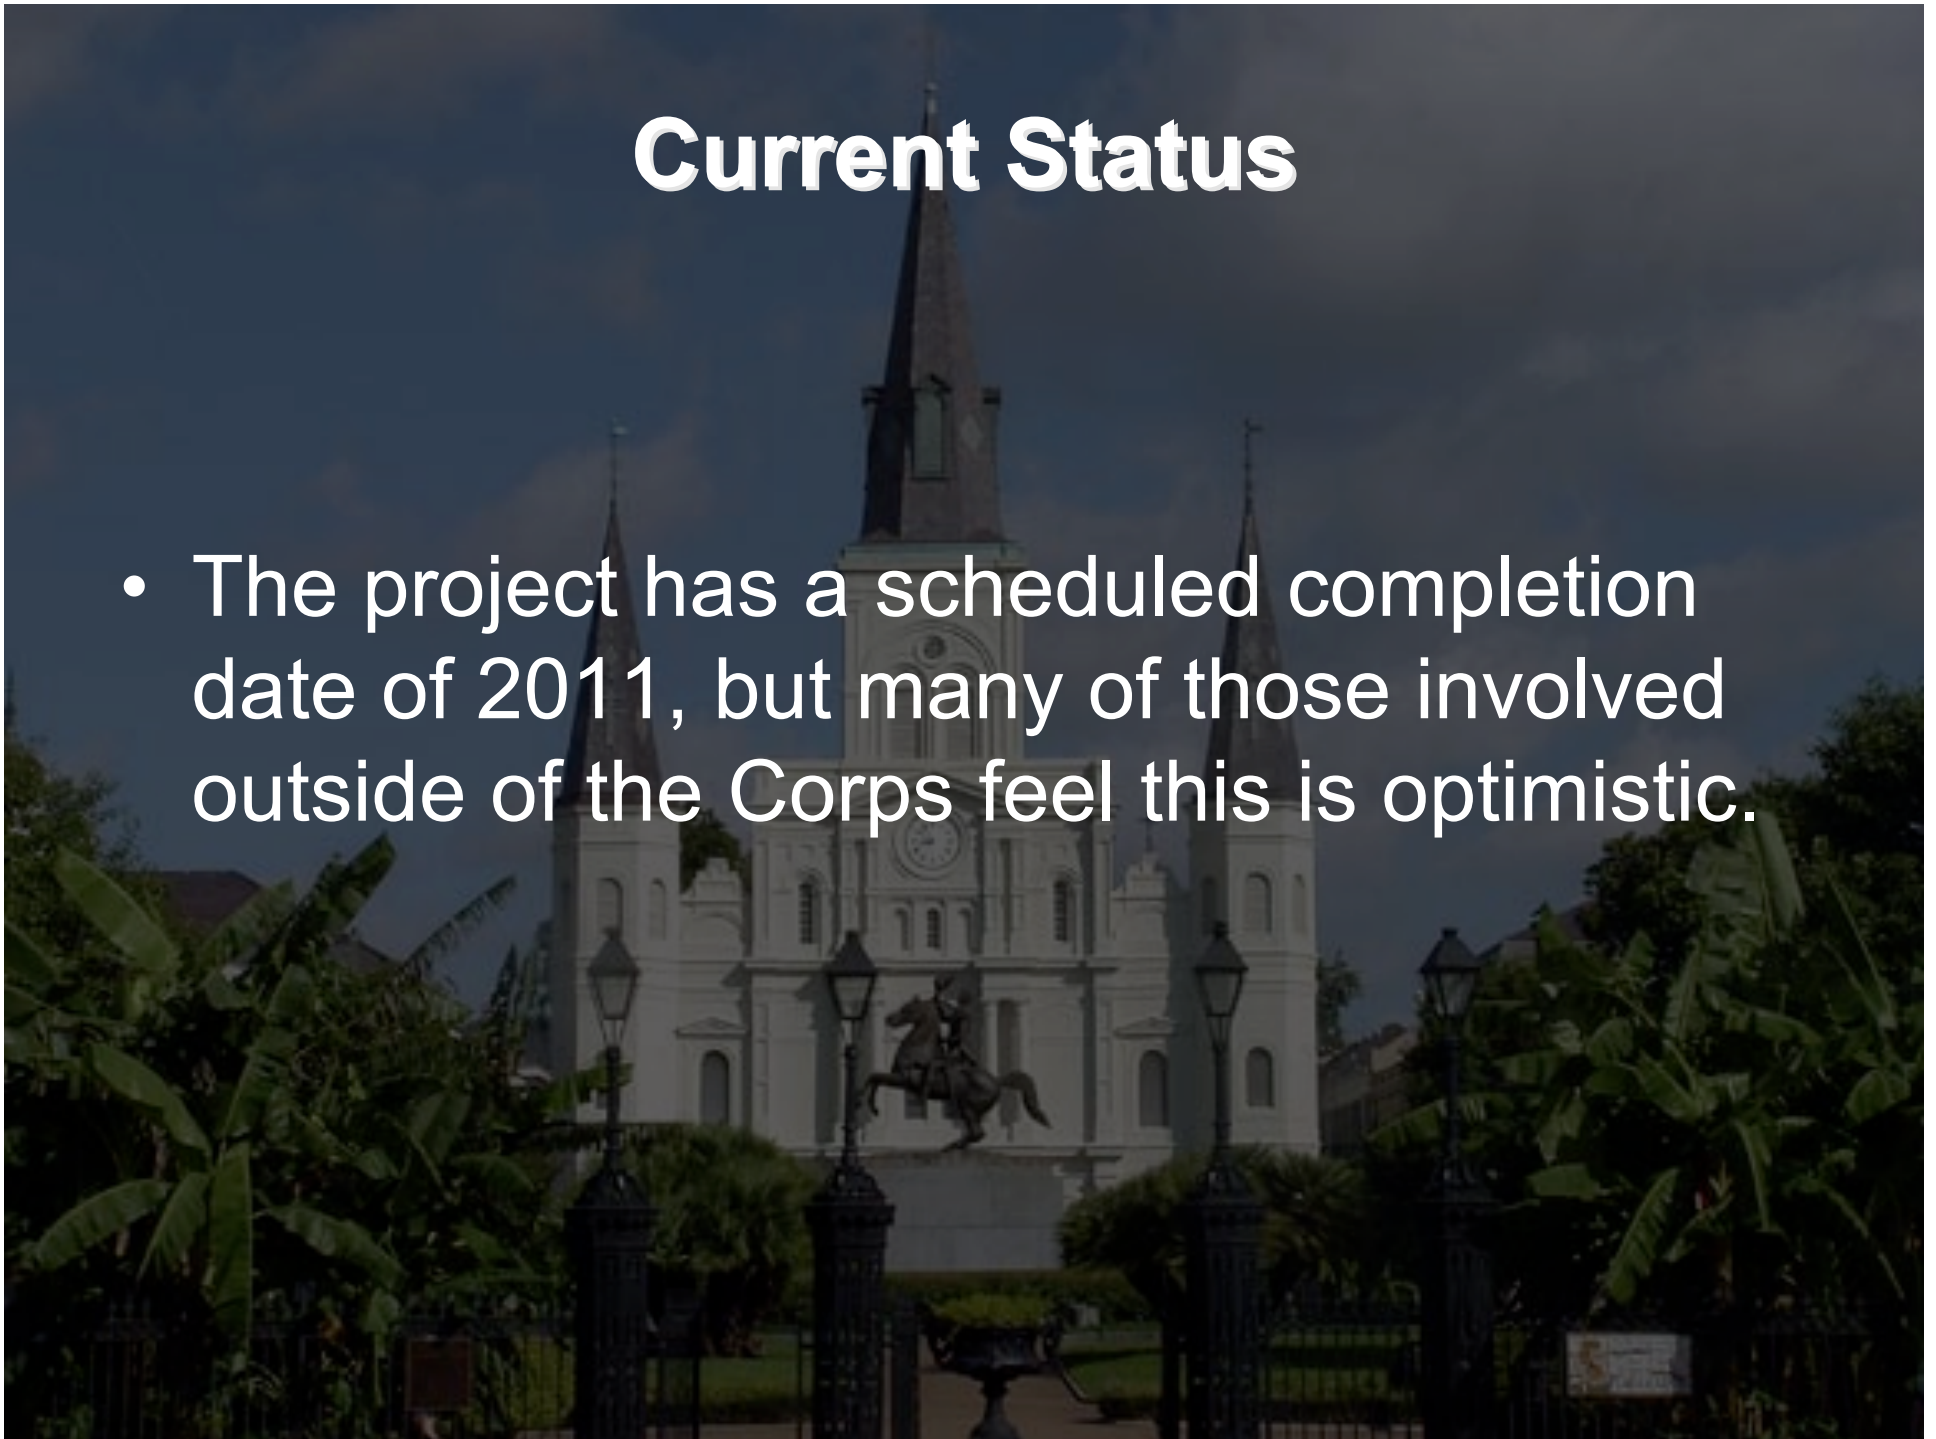 Current Status
• The project has a scheduled completion
date of 2011, but many of those involved
outside of the Corps feel this is optimistic.